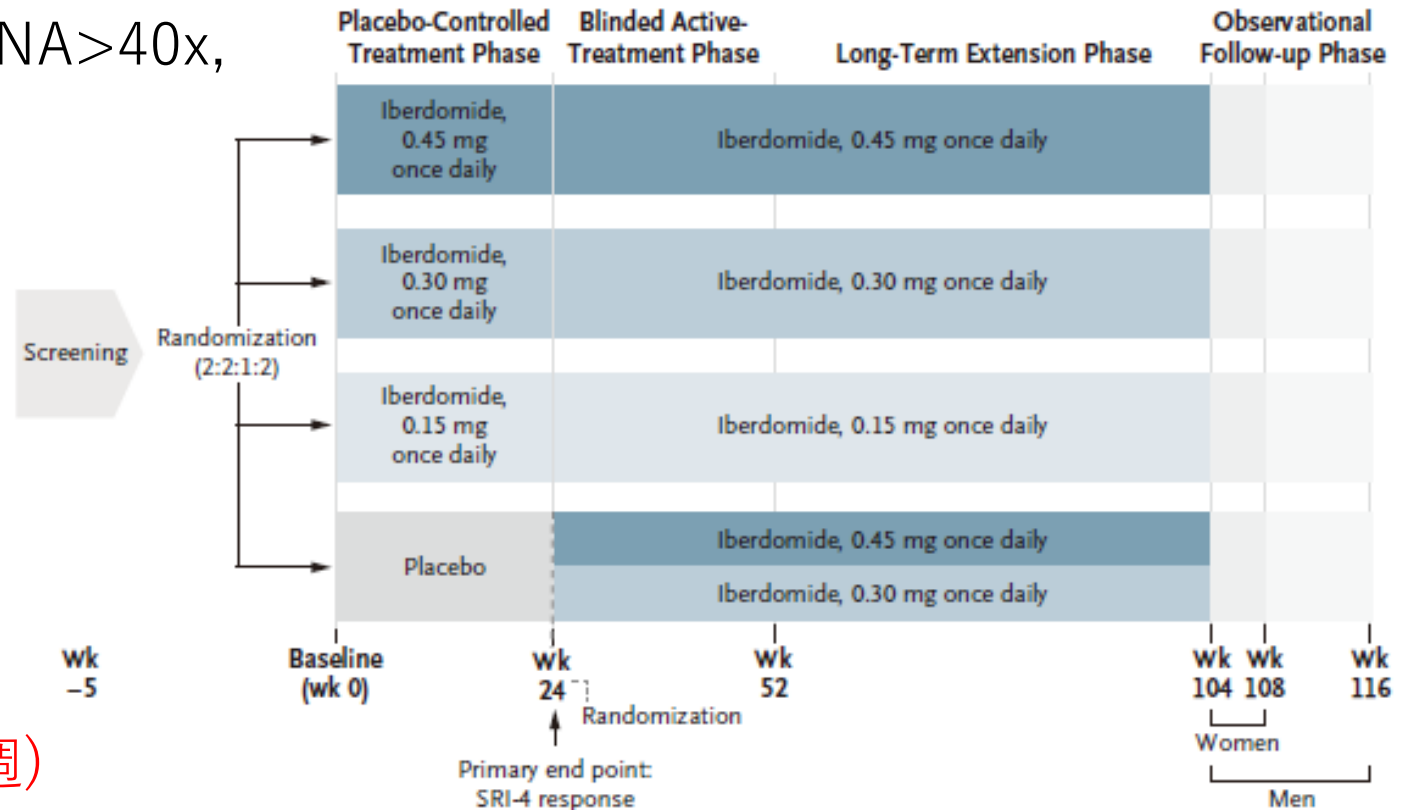 NA>40x,
Placebo-Controlled
Treatment Phase
Blinded Active-
Treatment Phase
Long-Term Extension Phase
Observational
Follow-up Phase
Iberdomide,
0.45 mg
once daily
Iberdomide, 0.45 mg once daily
Iberdomide,
0.30 mg
once daily
Iberdomide, 0.30 mg once daily
Screening
Randomization
(2:2:1:2)
Iberdomide,
0.15 mg
once daily
Iberdomide, 0.15 mg once daily
Placebo
Iberdomide, 0.45 mg once daily
Iberdomide, 0.30 mg once daily
Wk
−5
Baseline
(wk 0)
Wk
24
Wk
52
Wk
104
Wk
108
Wk
116
Randomization
Women
Primary end point:
SRI-4 response
Men
週)